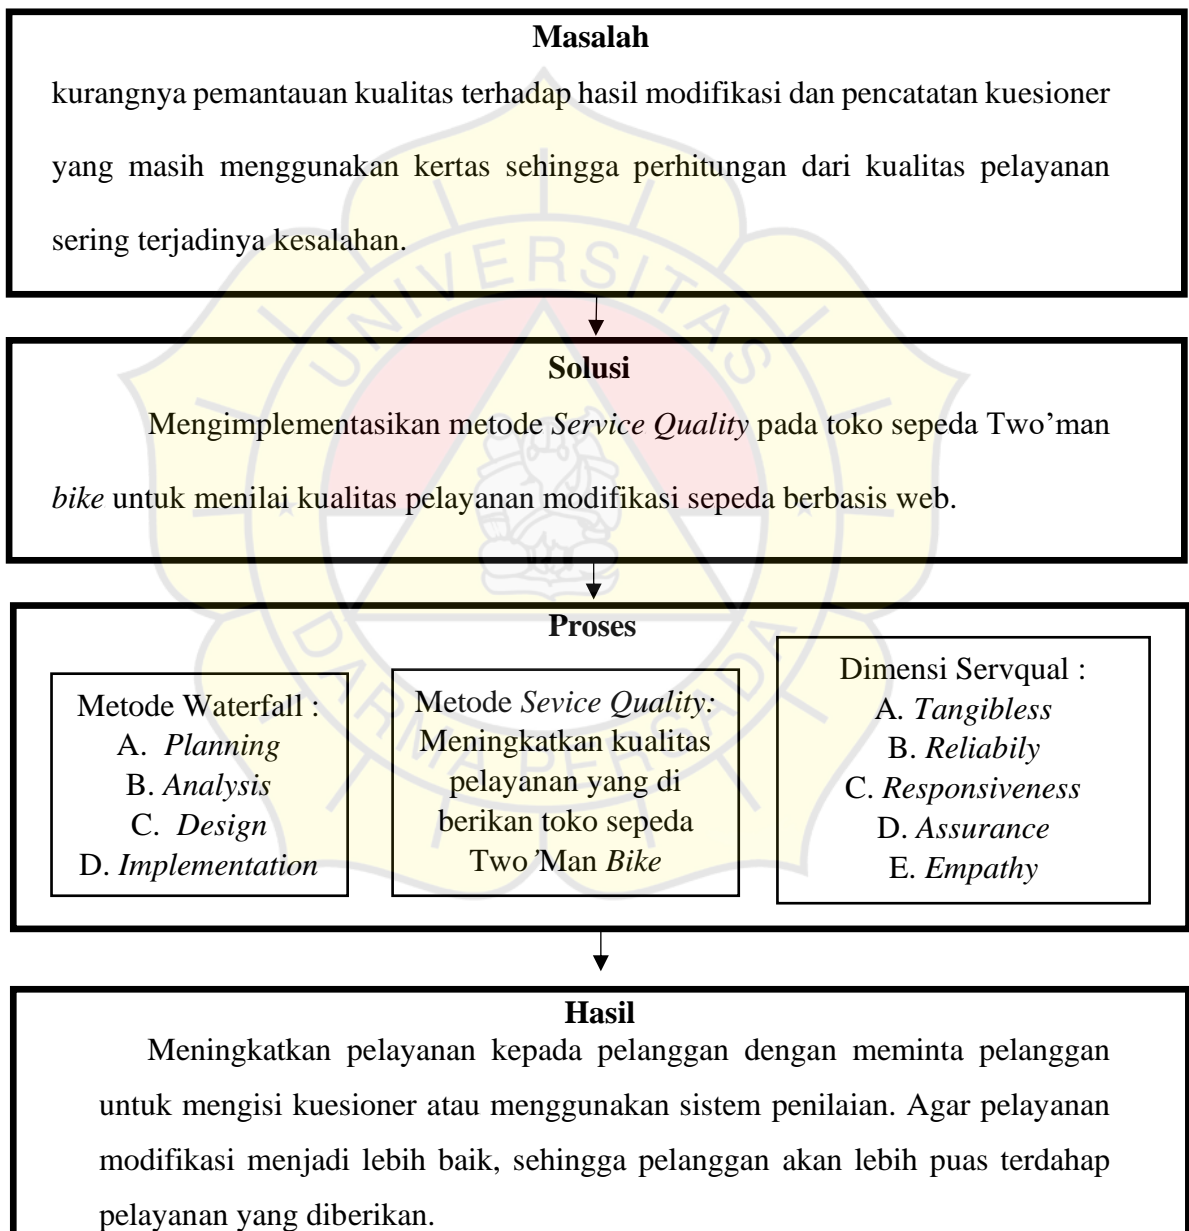 Masalah
kurangnya pemantauan kualitas terhadap hasil modifikasi dan pencatatan kuesioner
yang masih menggunakan kertas sehingga perhitungan dari kualitas pelayanan
sering terjadinya kesalahan.
Solusi
Mengimplementasikan metode Service Quality pada toko sepeda Two’man
bike untuk menilai kualitas pelayanan modifikasi sepeda berbasis web.
Proses
Metode Waterfall :
A. Planning
B. Analysis
C. Design
D. Implementation
Metode Sevice Quality:
Meningkatkan kualitas
pelayanan yang di
berikan toko sepeda
Two’Man Bike
Dimensi Servqual :
A. Tangibless
B. Reliabily
C. Responsiveness
D. Assurance
E. Empathy
Hasil
Meningkatkan pelayanan kepada pelanggan dengan meminta pelanggan
untuk mengisi kuesioner atau menggunakan sistem penilaian. Agar pelayanan
modifikasi menjadi lebih baik, sehingga pelanggan akan lebih puas terdahap
pelayanan yang diberikan.
UNIVERSITAS
DARMA PERSADA